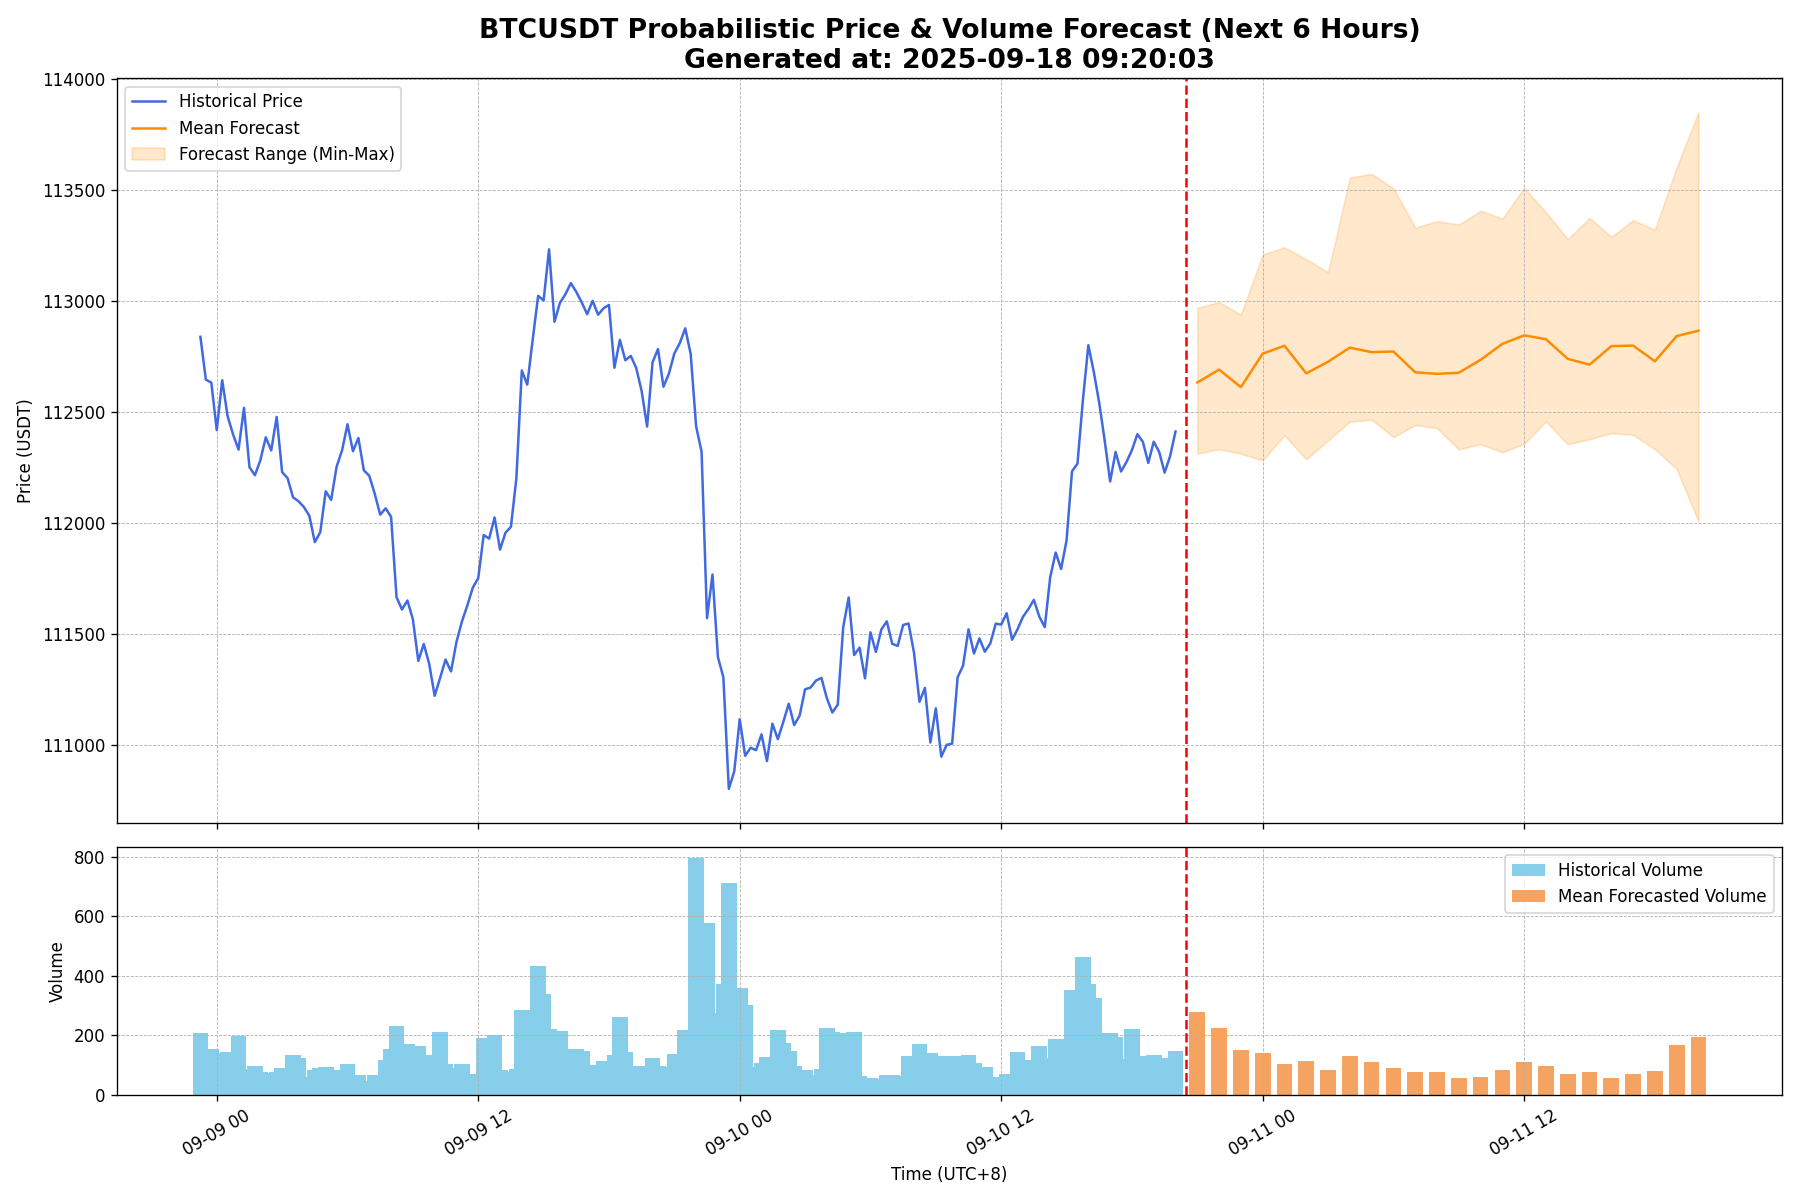 BTCUSDT Probabilistic Price & Volume Forecast (Next 6 Hours)
Generated at: 2025-09-18 09:20:03
Historical Price
Mean Forecast
Forecast Range (Min-Max)
Price (USDT)
114000
113500
113000
112500
112000
111500
111000
Historical Volume
Mean Forecasted Volume
Volume
800
600
400
200
0
09-09 00
09-09 12
09-10 00
09-10 12
09-11 00
09-11 12
Time (UTC+8)